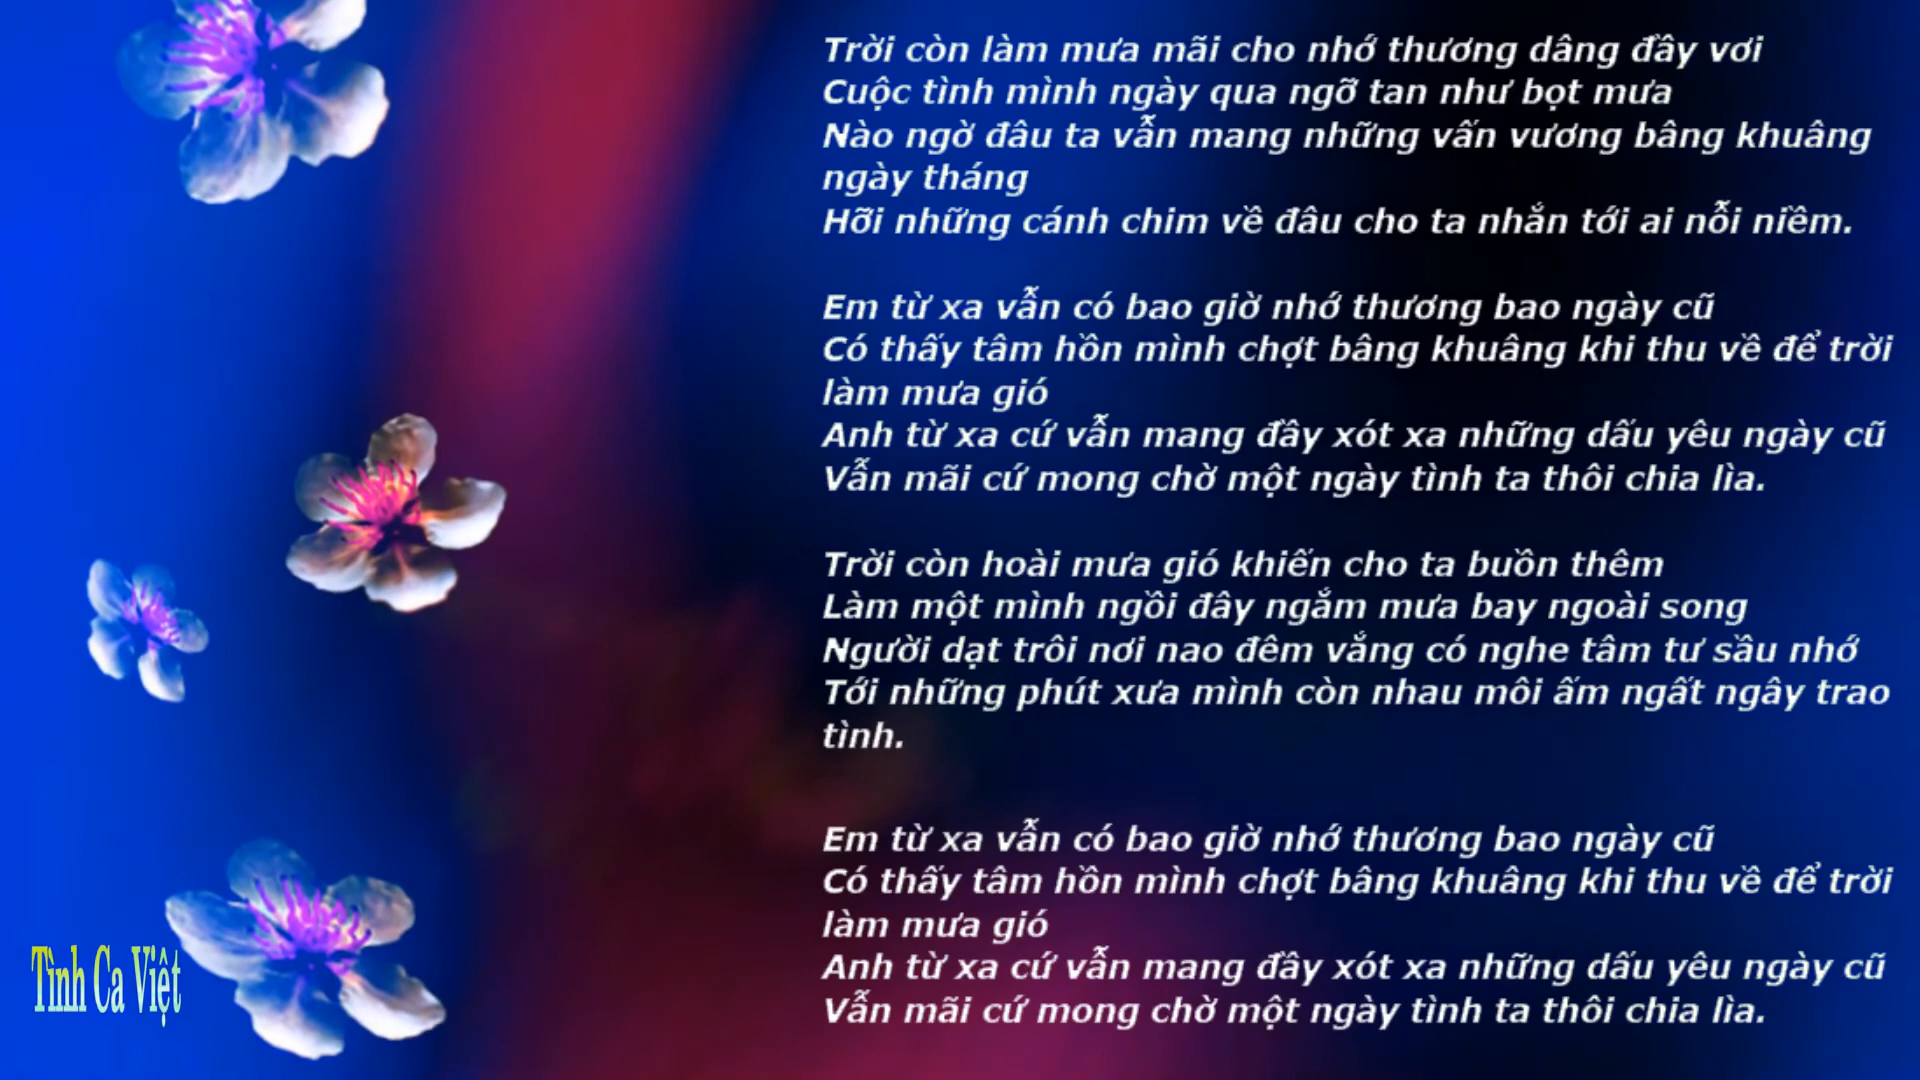 Trời còn làm mưa mãi cho nhớ thương dâng đầy vơi
Cuộc tình mình ngày qua ngỡ tan như bọt mưa
Nào ngờ đâu ta vẫn mang những vấn vương bâng khuâng
ngày tháng
Hỡi những cánh chim về đâu cho ta nhắn tới ai nỗi niềm.
Em từ xa vẫn có bao giờ nhớ thương bao ngày cũ
Có thấy tâm hồn mình chợt bâng khuâng khi thu về để trời
làm mưa gió
Anh từ xa cứ vẫn mang đầy xót xa những dấu yêu ngày cũ
Vẫn mãi cứ mong chờ một ngày tình ta thôi chia lìa.
Trời còn hoài mưa gió khiến cho ta buồn thêm
Làm một mình ngồi đây ngắm mưa bay ngoài song
Người dạt trôi nơi nao đêm vắng có nghe tâm tư sầu nhớ
Tới những phút xưa mình còn nhau môi ấm ngất ngây trao
tình.
Em từ xa vẫn có bao giờ nhớ thương bao ngày cũ
Có thấy tâm hồn mình chợt bâng khuâng khi thu về để trời
làm mưa gió
Anh từ xa cứ vẫn mang đầy xót xa những dấu yêu ngày cũ
Vẫn mãi cứ mong chờ một ngày tình ta thôi chia lìa.
Tình Ca Việt